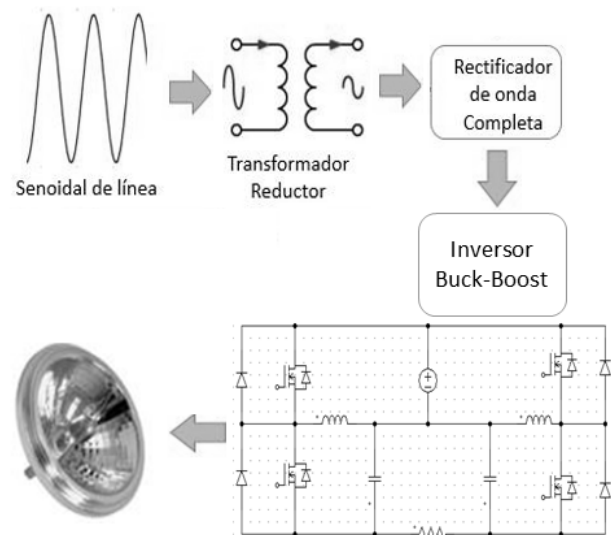 Senoidal de línea
Transformador
Reductor
Rectificador
de onda
Completa
Inversor
Buck-Boost